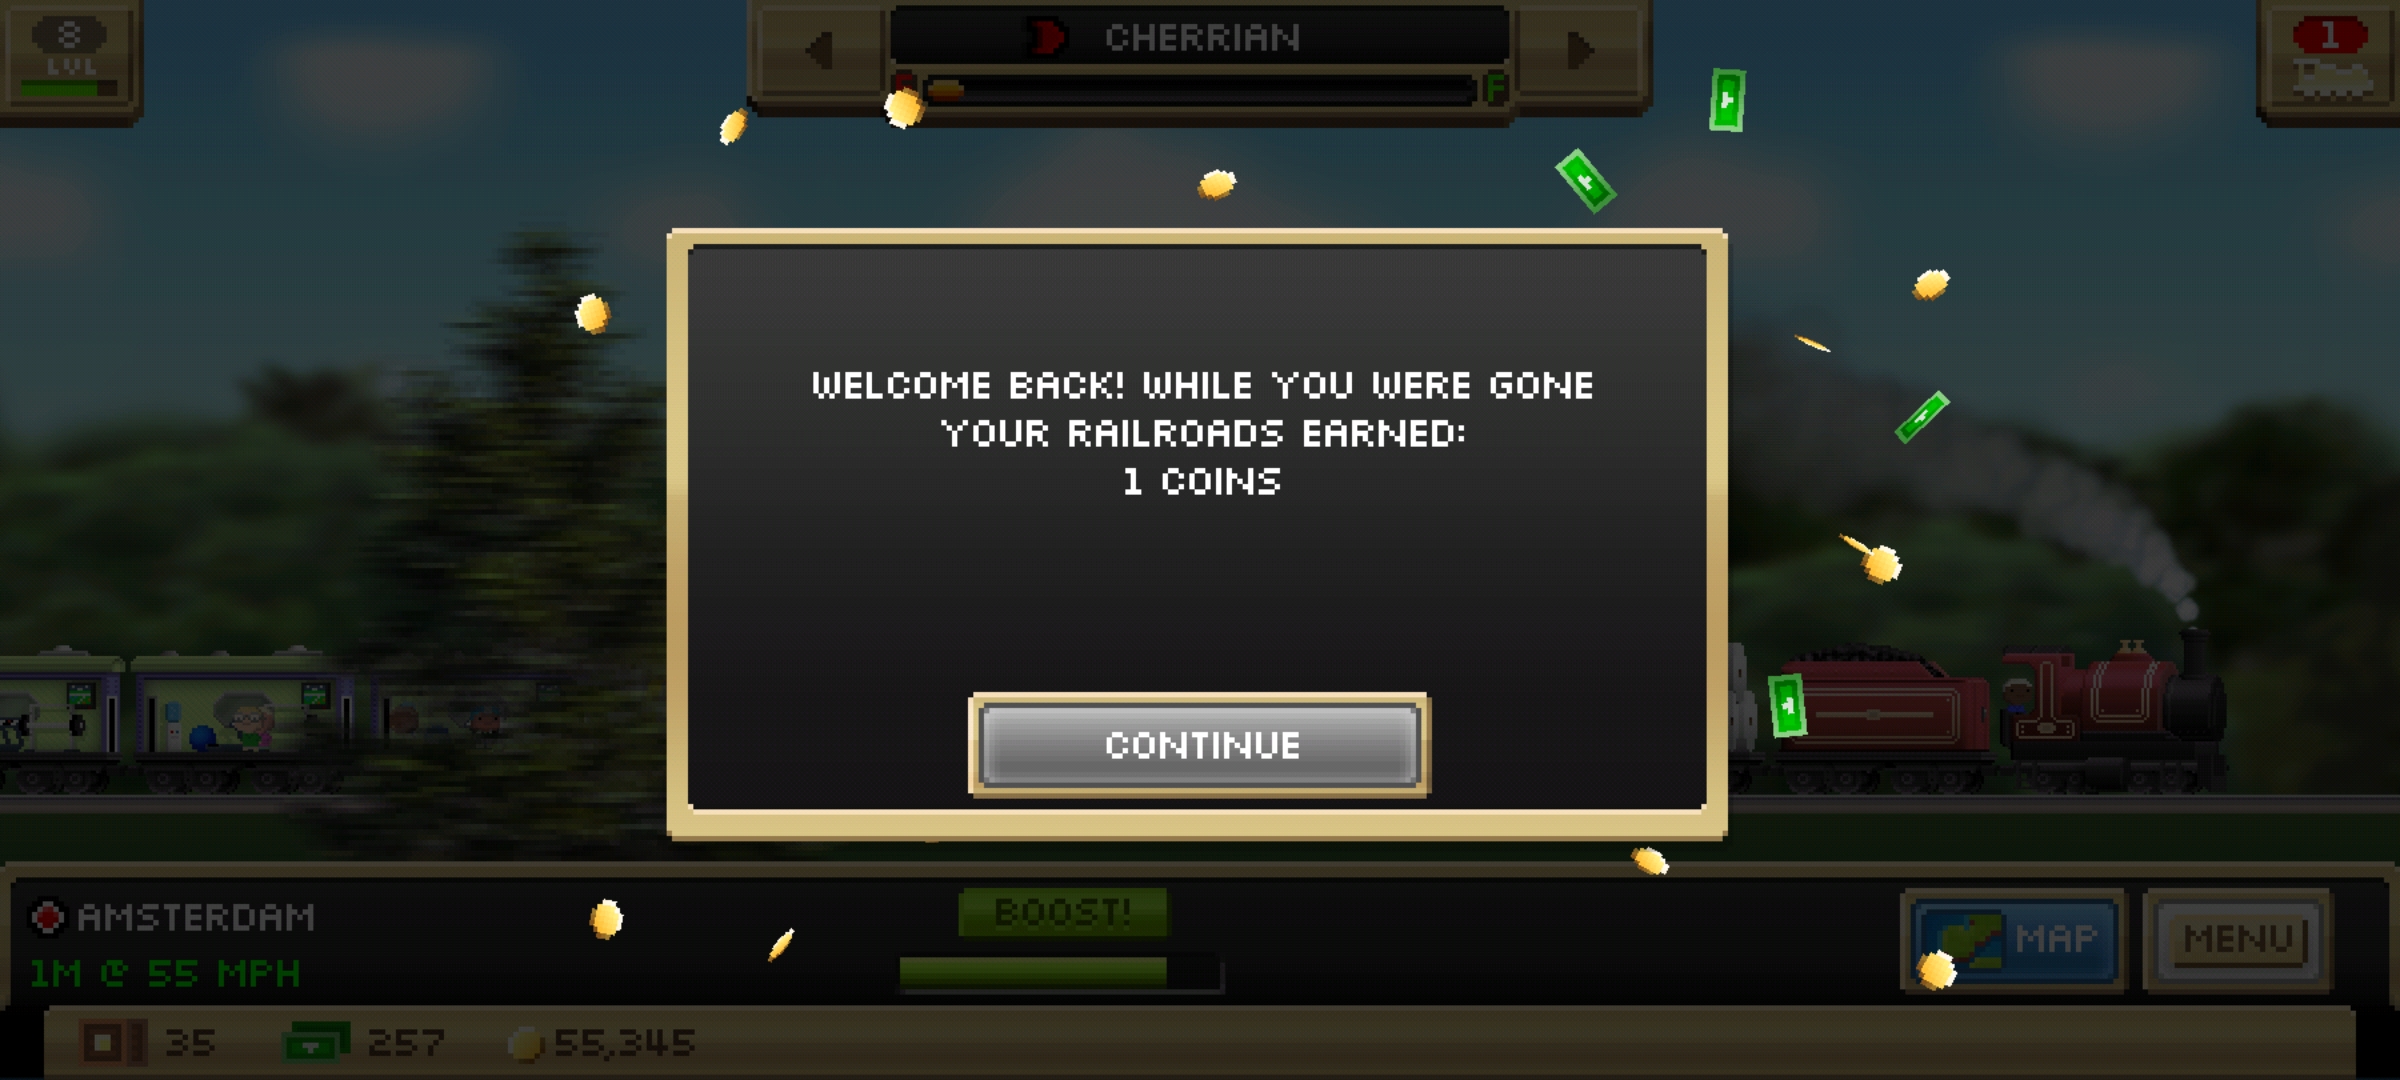 8
LVL
CHERRIAN
F
1
WELCOME BACK! WHILE YOU WERE GONE
YOUR RAILROADS EARNED:
1 COINS
CONTINUE
AMSTERDAM
1M @ 55 MPH
BOOST!
MAP
MENU
35
257
55,345